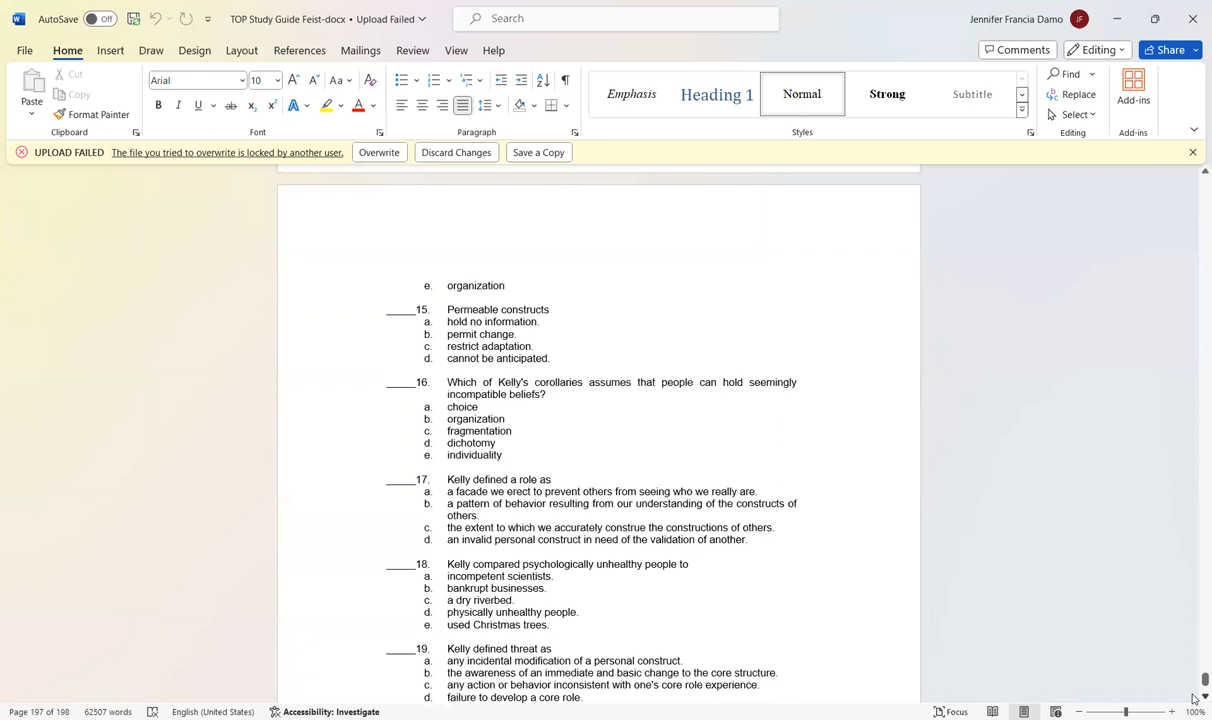 AutoSave Off TOP Study Guide Feist-docx • Upload Failed Search Jennifer Francia Damo JF
File Home Insert Draw Design Layout References Mailings Review View Help Comments Editing Share
Paste Cut Copy Format Painter
Clipboard
Arial 10
Font
Paragraph
Emphasis Heading 1 Normal Strong Subtitle
Styles
Find Replace Select
Editing
Add-ins
Add-ins
UPLOAD FAILED The file you tried to overwrite is locked by another user. Overwrite Discard Changes Save a Copy
e. organization
______15. Permeable constructs
a. hold no information.
b. permit change.
c. restrict adaptation.
d. cannot be anticipated.
______16. Which of Kelly's corollaries assumes that people can hold seemingly
incompatible beliefs?
a. choice
b. organization
c. fragmentation
d. dichotomy
e. individuality
______17. Kelly defined a role as
a. a facade we erect to prevent others from seeing who we really are.
b. a pattern of behavior resulting from our understanding of the constructs of
others.
c. the extent to which we accurately construe the constructions of others.
d. an invalid personal construct in need of the validation of another.
______18. Kelly compared psychologically unhealthy people to
a. incompetent scientists.
b. bankrupt businesses.
c. a dry riverbed.
d. physically unhealthy people.
e. used Christmas trees.
______19. Kelly defined threat as
a. any incidental modification of a personal construct.
b. the awareness of an immediate and basic change to the core structure.
c. any action or behavior inconsistent with one's core role experience.
d. failure to develop a core role.
Page 197 of 198 62507 words English (United States) Accessibility: Investigate Focus 100%